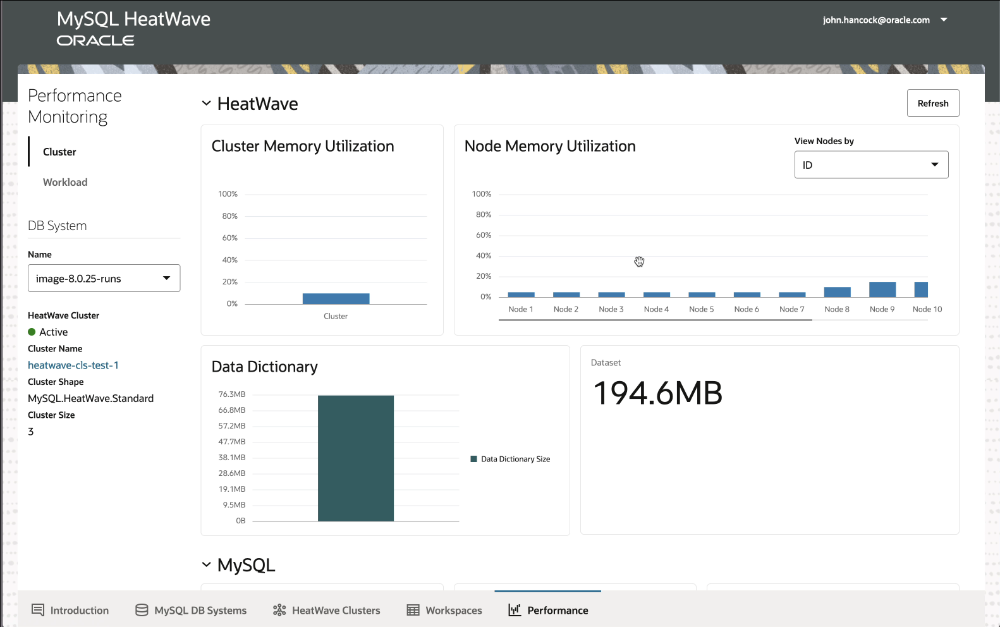 MySQL HeatWave
ORACLE
john.hancock@oracle.com
Performance
Monitoring
Cluster
Workload
DB System
Name
image-8.0.25-runs
HeatWave Cluster
Active
Cluster Name
heatwave-cls-test-1
Cluster Shape
MySQL.HeatWave.Standard
Cluster Size
3
HeatWave
Refresh
Cluster Memory Utilization
100%
80%
60%
40%
20%
0%
Cluster
Node Memory Utilization
View Nodes by
ID
100%
80%
60%
40%
20%
0%
Node 1 Node 2 Node 3 Node 4 Node 5 Node 6 Node 7 Node 8 Node 9 Node 10
Data Dictionary
76.3MB
66.8MB
57.2MB
47.7MB
38.1MB
28.6MB
19.1MB
9.5MB
0B
Data Dictionary Size
Dataset
194.6MB
MySQL
Introduction MySQL DB Systems HeatWave Clusters Workspaces Performance